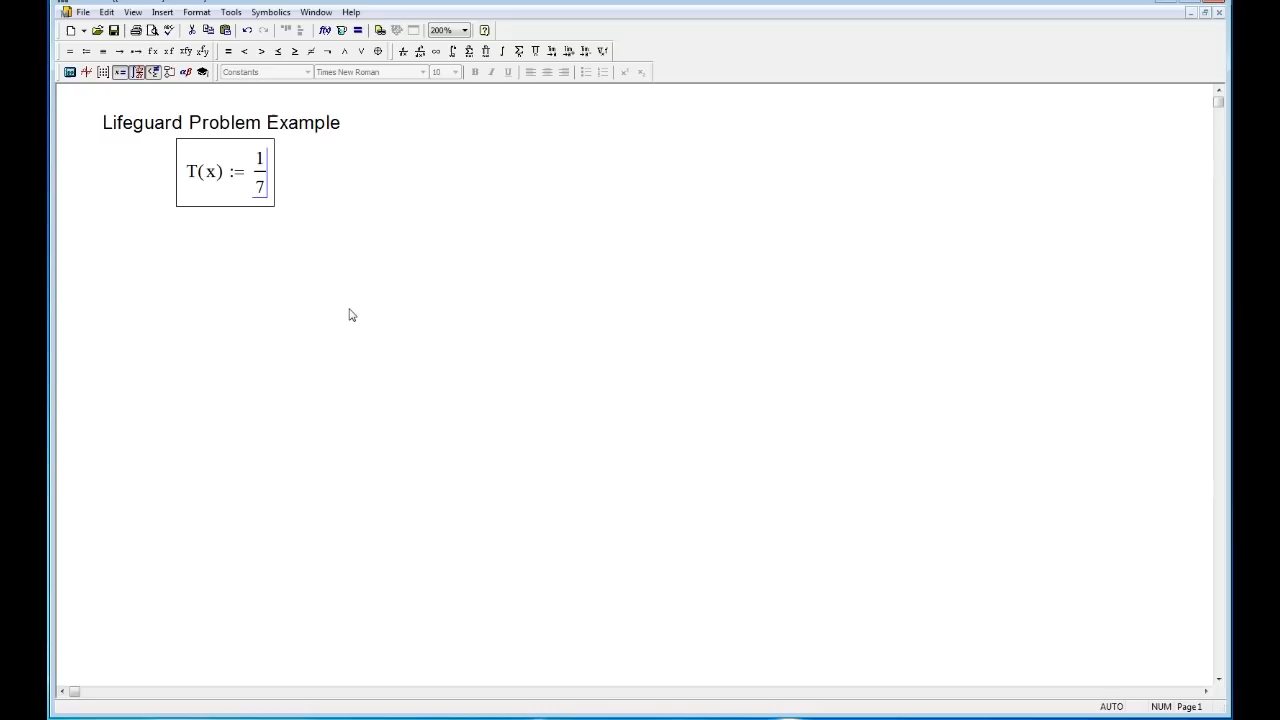 File Edit View Insert Format Tools Symbolics Window Help
200%
Constants Times New Roman 10 B I U
Lifeguard Problem Example
T(x) := 1
7
AUTO NUM Page 1